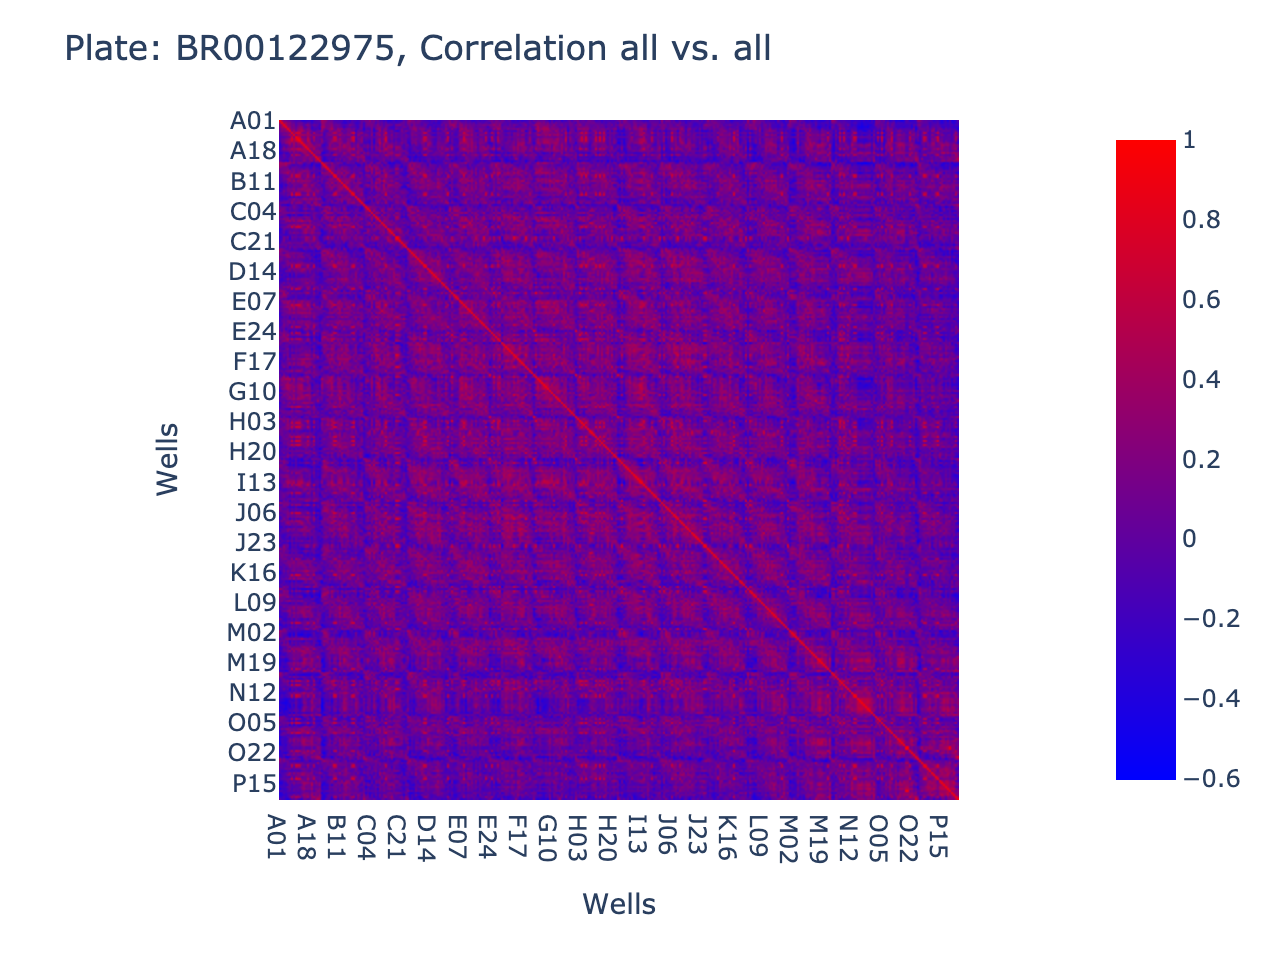 Plate: BR00122975, Correlation all vs. all
A01
A18
B11
C04
C21
D14
E07
E24
F17
G10
H03
H20
I13
J06
J23
K16
L09
M02
M19
N12
O05
O22
P15
Wells
A01
A18
B11
C04
C21
D14
E07
E24
F17
G10
H03
H20
I13
J06
J23
K16
L09
M02
M19
N12
O05
O22
P15
Wells
1
0.8
0.6
0.4
0.2
0
−0.2
−0.4
−0.6